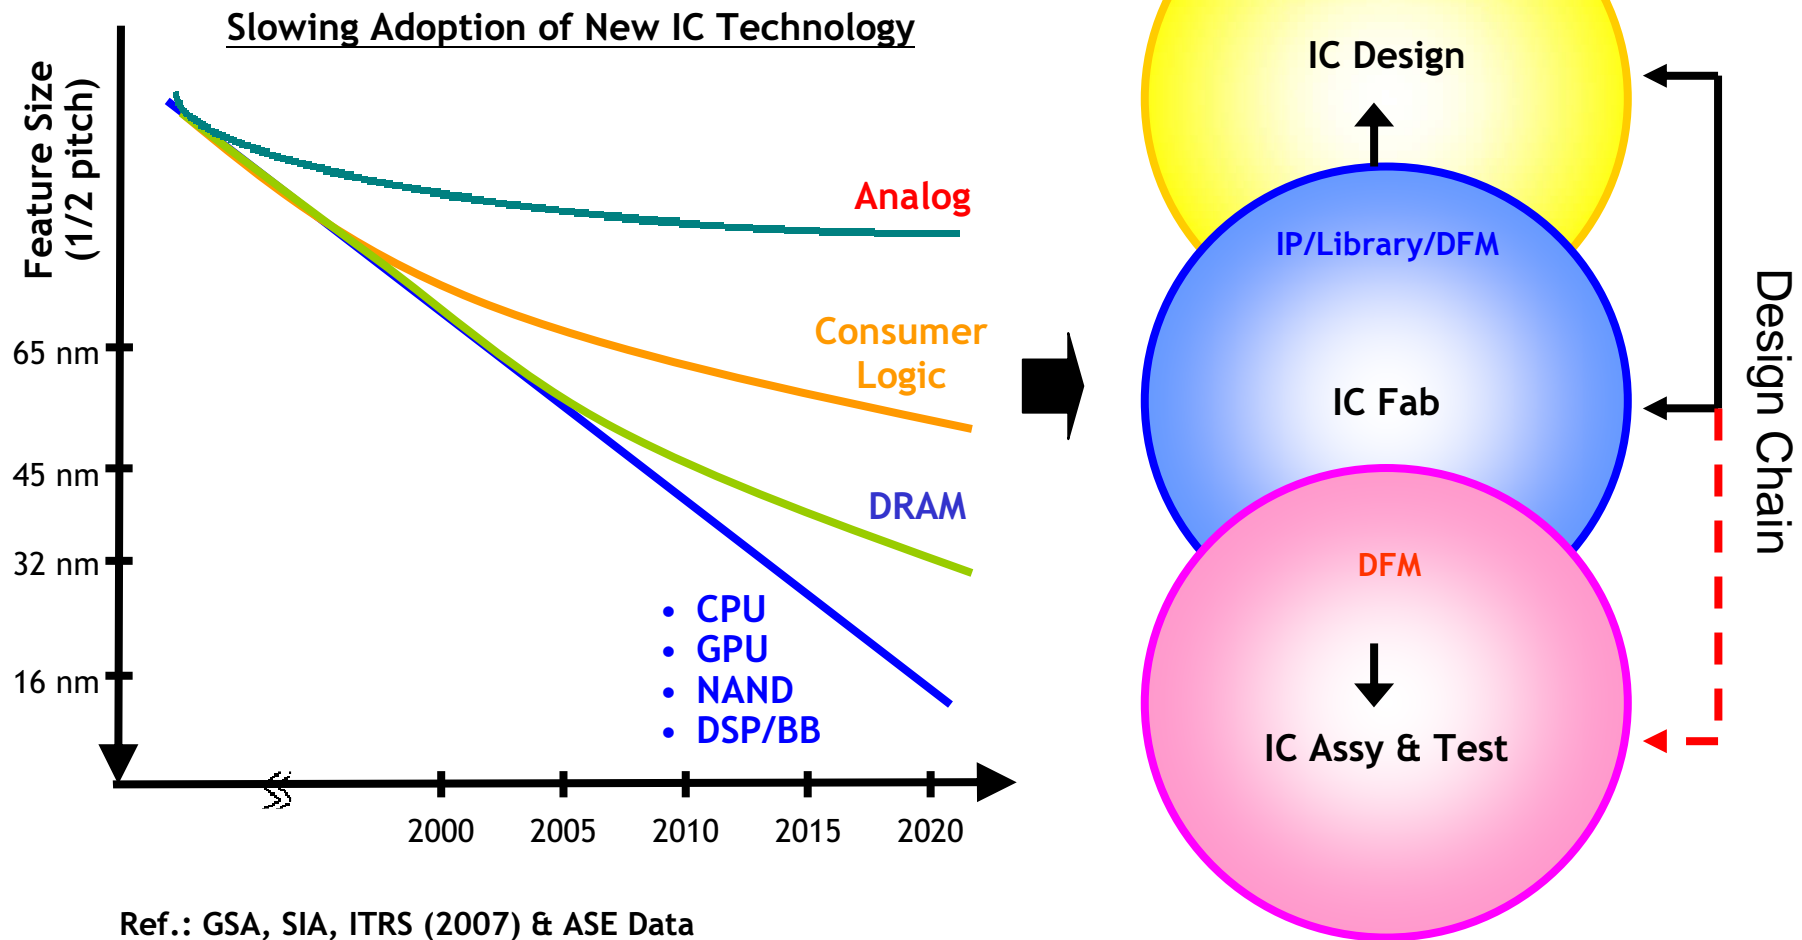 Slowing Adoption of New IC Technology
Feature Size
(1/2 pitch)
65 nm
45 nm
32 nm
16 nm
Analog
Consumer
Logic
DRAM
• CPU
• GPU
• NAND
• DSP/BB
2000 2005 2010 2015 2020
Ref.: GSA, SIA, ITRS (2007) & ASE Data
IC Design
IP/Library/DFM
IC Fab
DFM
IC Assy & Test
Design Chain